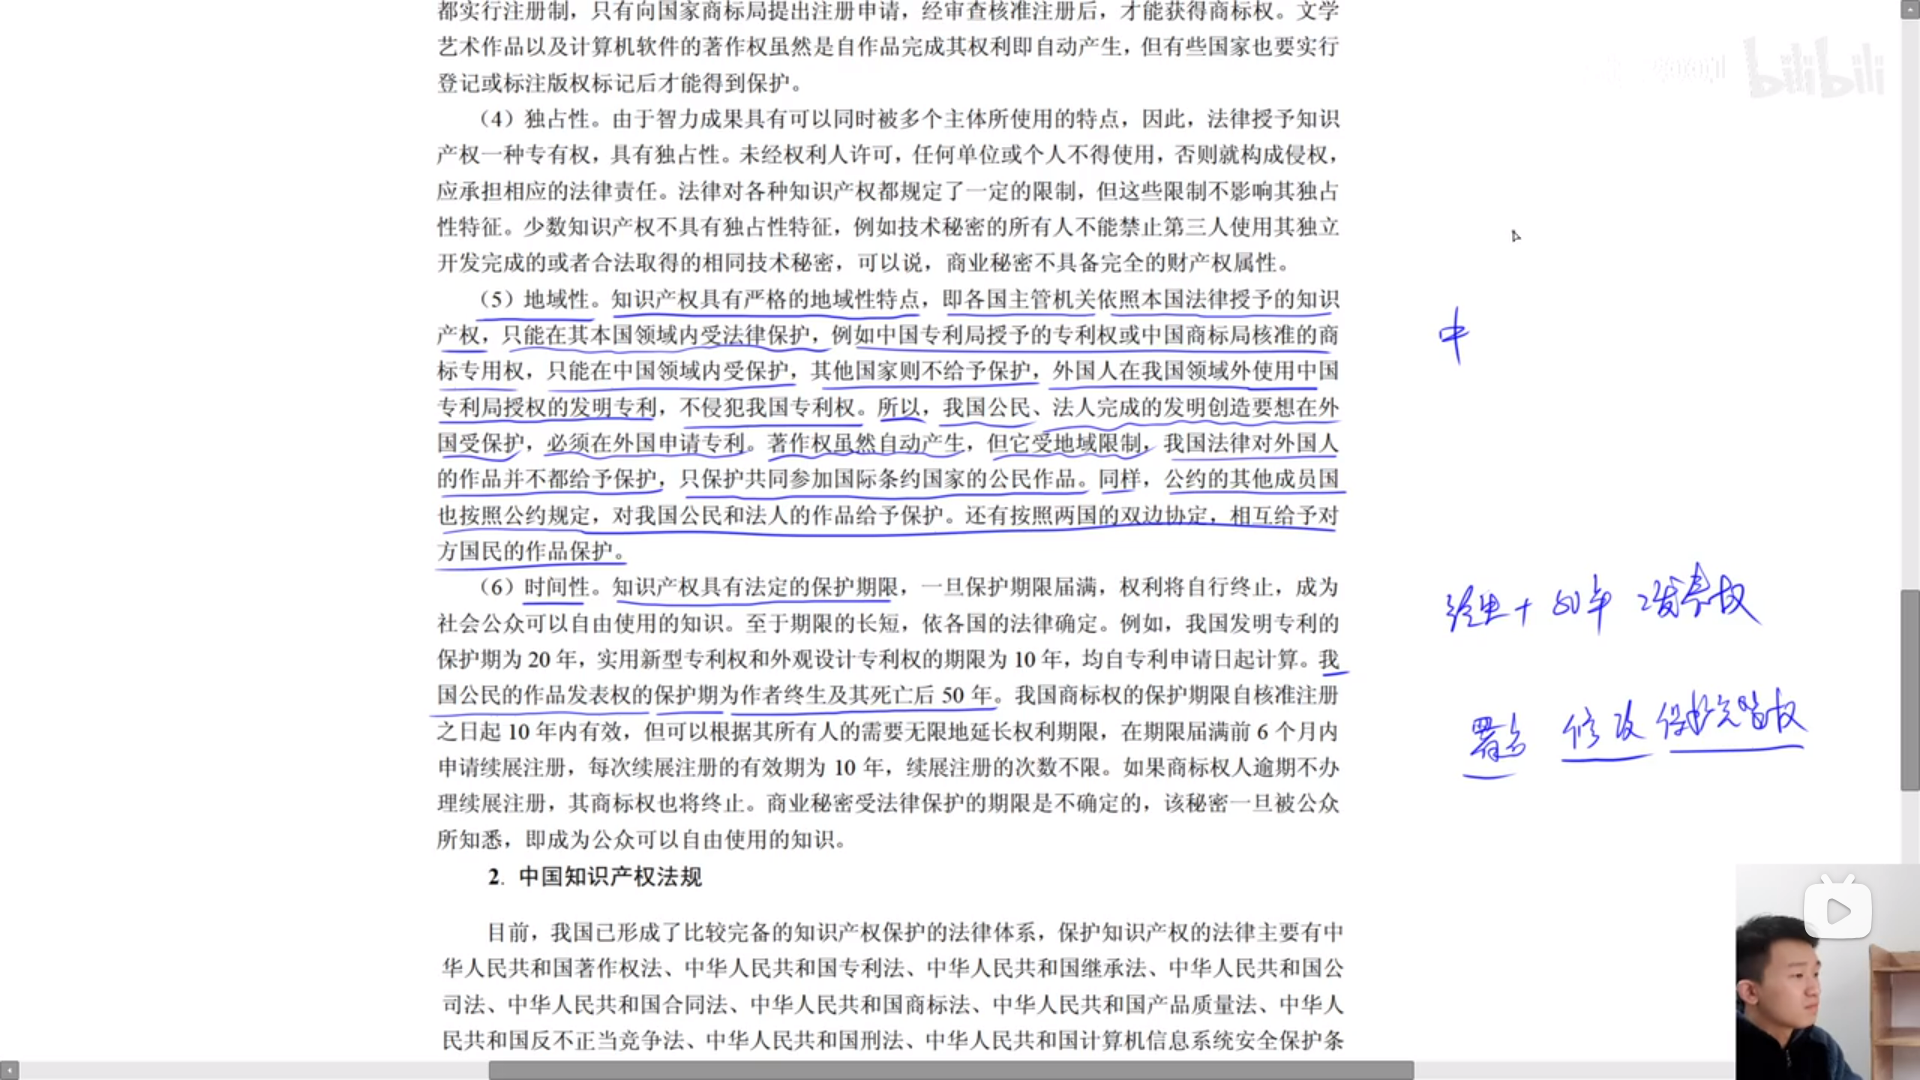 都实行注册制，只有向国家商标局提出注册申请，经审查核准注册后，才能获得商标权。文学
艺术作品以及计算机软件的著作权虽然是自作品完成其权利即自动产生，但有些国家也要实行
登记或标注版权标记后才能得到保护。
（4）独占性。由于智力成果具有可以同时被多个主体所使用的特点，因此，法律授予知识
产权一种专有权，具有独占性。未经权利人许可，任何单位或个人不得使用，否则就构成侵权，
应承担相应的法律责任。法律对各种知识产权都规定了一定的限制，但这些限制不影响其独占
性特征。少数知识产权不具有独占性特征，例如技术秘密的所有人不能禁止第三人使用其独立
开发完成的或者合法取得的相同技术秘密，可以说，商业秘密不具备完全的财产权属性。
（5）地域性。知识产权具有严格的地域性特点，即各国主管机关依照本国法律授予的知识
产权，只能在其本国领域内受法律保护，例如中国专利局授予的专利权或中国商标局核准的商
标专用权，只能在中国领域内受保护，其他国家则不给予保护，外国人在我国领域外使用中国
专利局授权的发明专利，不侵犯我国专利权。所以，我国公民、法人完成的发明创造要想在外
国受保护，必须在外国申请专利。著作权虽然自动产生，但它受地域限制，我国法律对外国人
的作品并不都给予保护，只保护共同参加国际条约国家的公民作品。同样，公约的其他成员国
也按照公约规定，对我国公民和法人的作品给予保护。还有按照两国的双边协定，相互给予对
方国民的作品保护。
（6）时间性。知识产权具有法定的保护期限，一旦保护期限届满，权利将自行终止，成为
社会公众可以自由使用的知识。至于期限的长短，依各国的法律确定。例如，我国发明专利的
保护期为 20 年，实用新型专利权和外观设计专利权的期限为 10 年，均自专利申请日起计算。我
国公民的作品发表权的保护期为作者终生及其死亡后 50 年。我国商标权的保护期限自核准注册
之日起 10 年内有效，但可以根据其所有人的需要无限地延长权利期限，在期限届满前 6 个月内
申请续展注册，每次续展注册的有效期为 10 年，续展注册的次数不限。如果商标权人逾期不办
理续展注册，其商标权也将终止。商业秘密受法律保护的期限是不确定的，该秘密一旦被公众
所知悉，即成为公众可以自由使用的知识。
2. 中国知识产权法规
目前，我国已形成了比较完备的知识产权保护的法律体系，保护知识产权的法律主要有中
华人民共和国著作权法、中华人民共和国专利法、中华人民共和国继承法、中华人民共和国公
司法、中华人民共和国合同法、中华人民共和国商标法、中华人民共和国产品质量法、中华人
民共和国反不正当竞争法、中华人民共和国刑法、中华人民共和国计算机信息系统安全保护条
bilibili
中
终生+50年 发表权
署名 修改 保护完整权